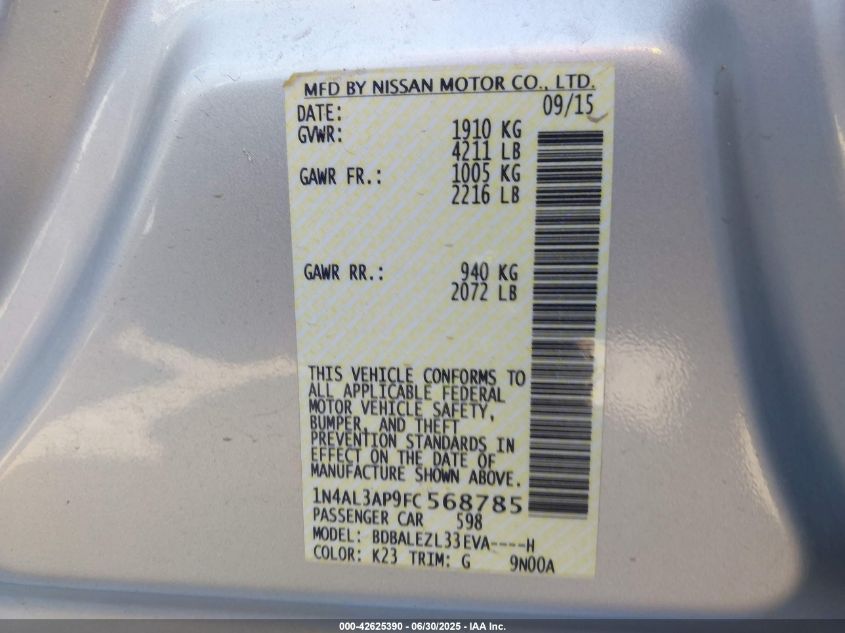 MFD BY NISSAN MOTOR CO., LTD.
DATE: 09/15
GVWR: 1910 KG
4211 LB
GAWR FR.: 1005 KG
2216 LB
GAWR RR.: 940 KG
2072 LB
THIS VEHICLE CONFORMS TO
ALL APPLICABLE FEDERAL
MOTOR VEHICLE SAFETY,
BUMPER, AND THEFT
PREVENTION STANDARDS IN
EFFECT ON THE DATE OF
MANUFACTURE SHOWN ABOVE.
1N4AL3AP9FC568785
PASSENGER CAR 598
MODEL: BDBALEZL33EVA----H
COLOR: K23 TRIM: G 9N00A
000-42625390 - 06/30/2025 - IAA Inc.